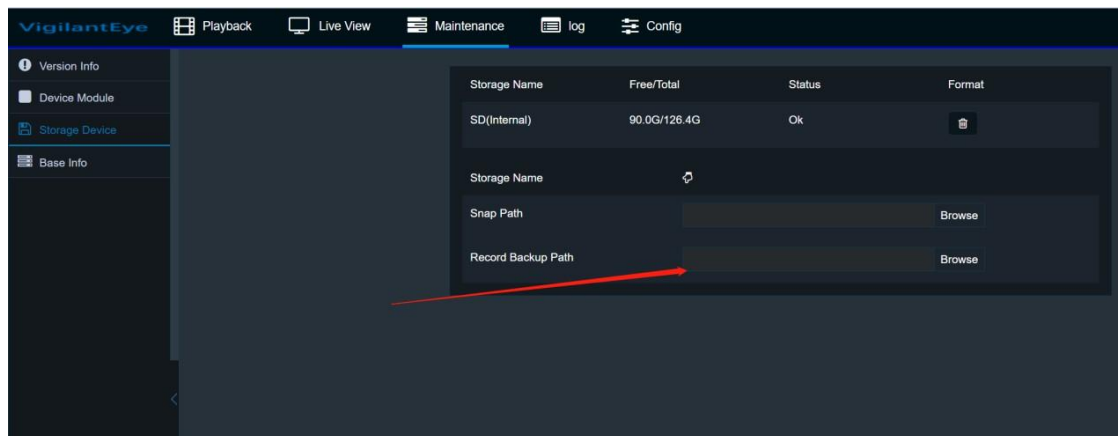 VigilantEye Playback Live View Maintenance log Config
Version Info
Device Module
Storage Device
Base Info
Storage Name Free/Total Status Format
SD(Internal) 90.0G/126.4G Ok
Storage Name
Snap Path Browse
Record Backup Path Browse